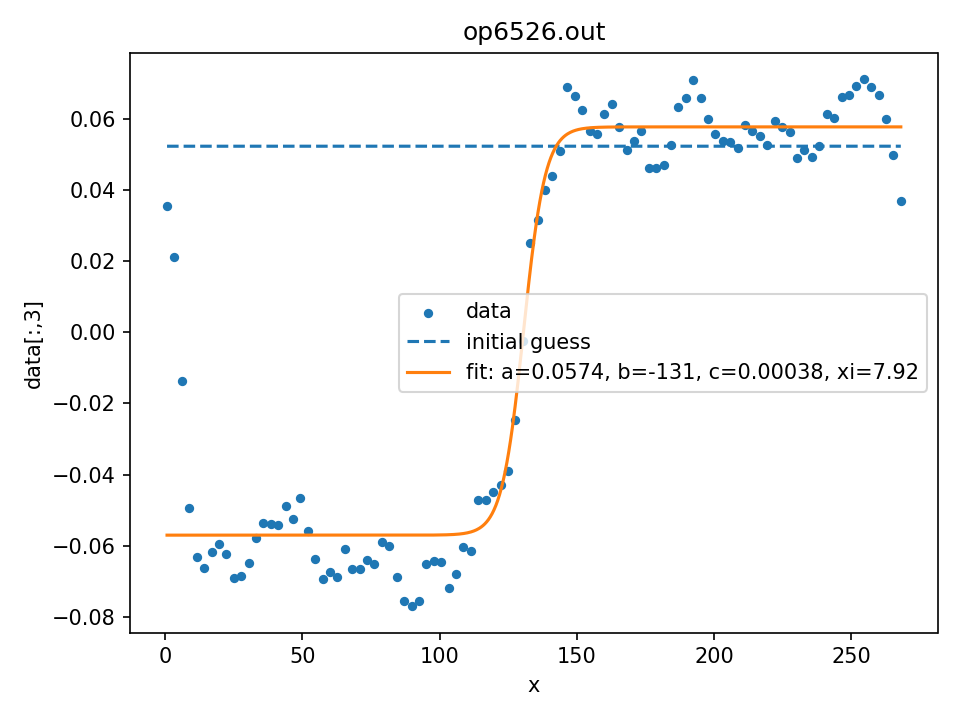 op6526.out
0.06
0.04
0.02
0.00
−0.02
−0.04
−0.06
−0.08
data[:,3]
data
initial guess
fit: a=0.0574, b=-131, c=0.00038, xi=7.92
0 50 100 150 200 250
x